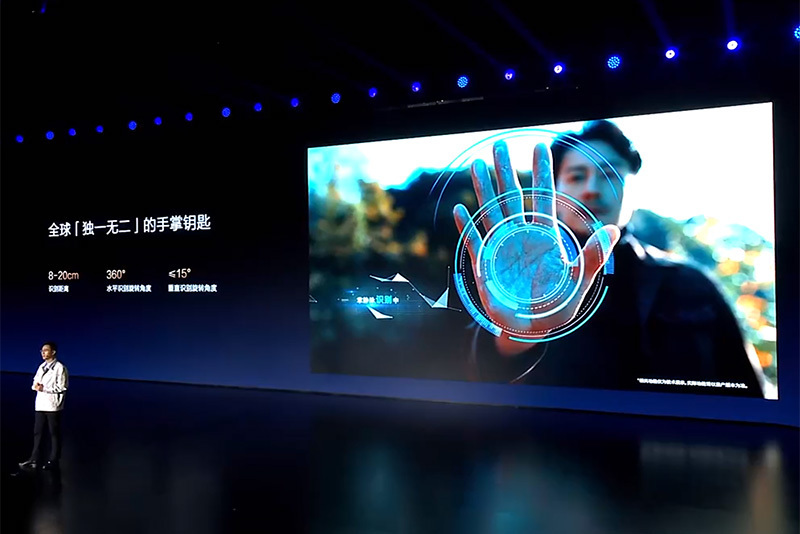 全球「独一无二」的手掌钥匙
8-20cm
识别距离
360°
水平识别旋转角度
≤15°
垂直识别旋转角度
识别中